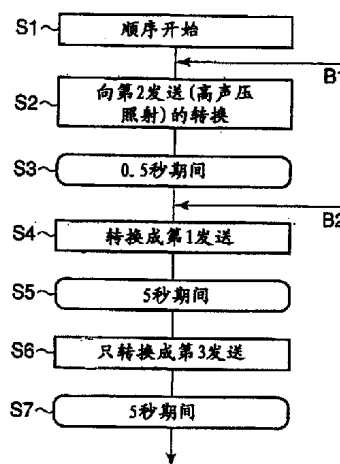 S1 顺序开始
B1
S2 向第2发送(高声压
照射)的转换
S3 0.5秒期间
B2
S4 转换成第1发送
S5 5秒期间
S6 只转换成第3发送
S7 5秒期间